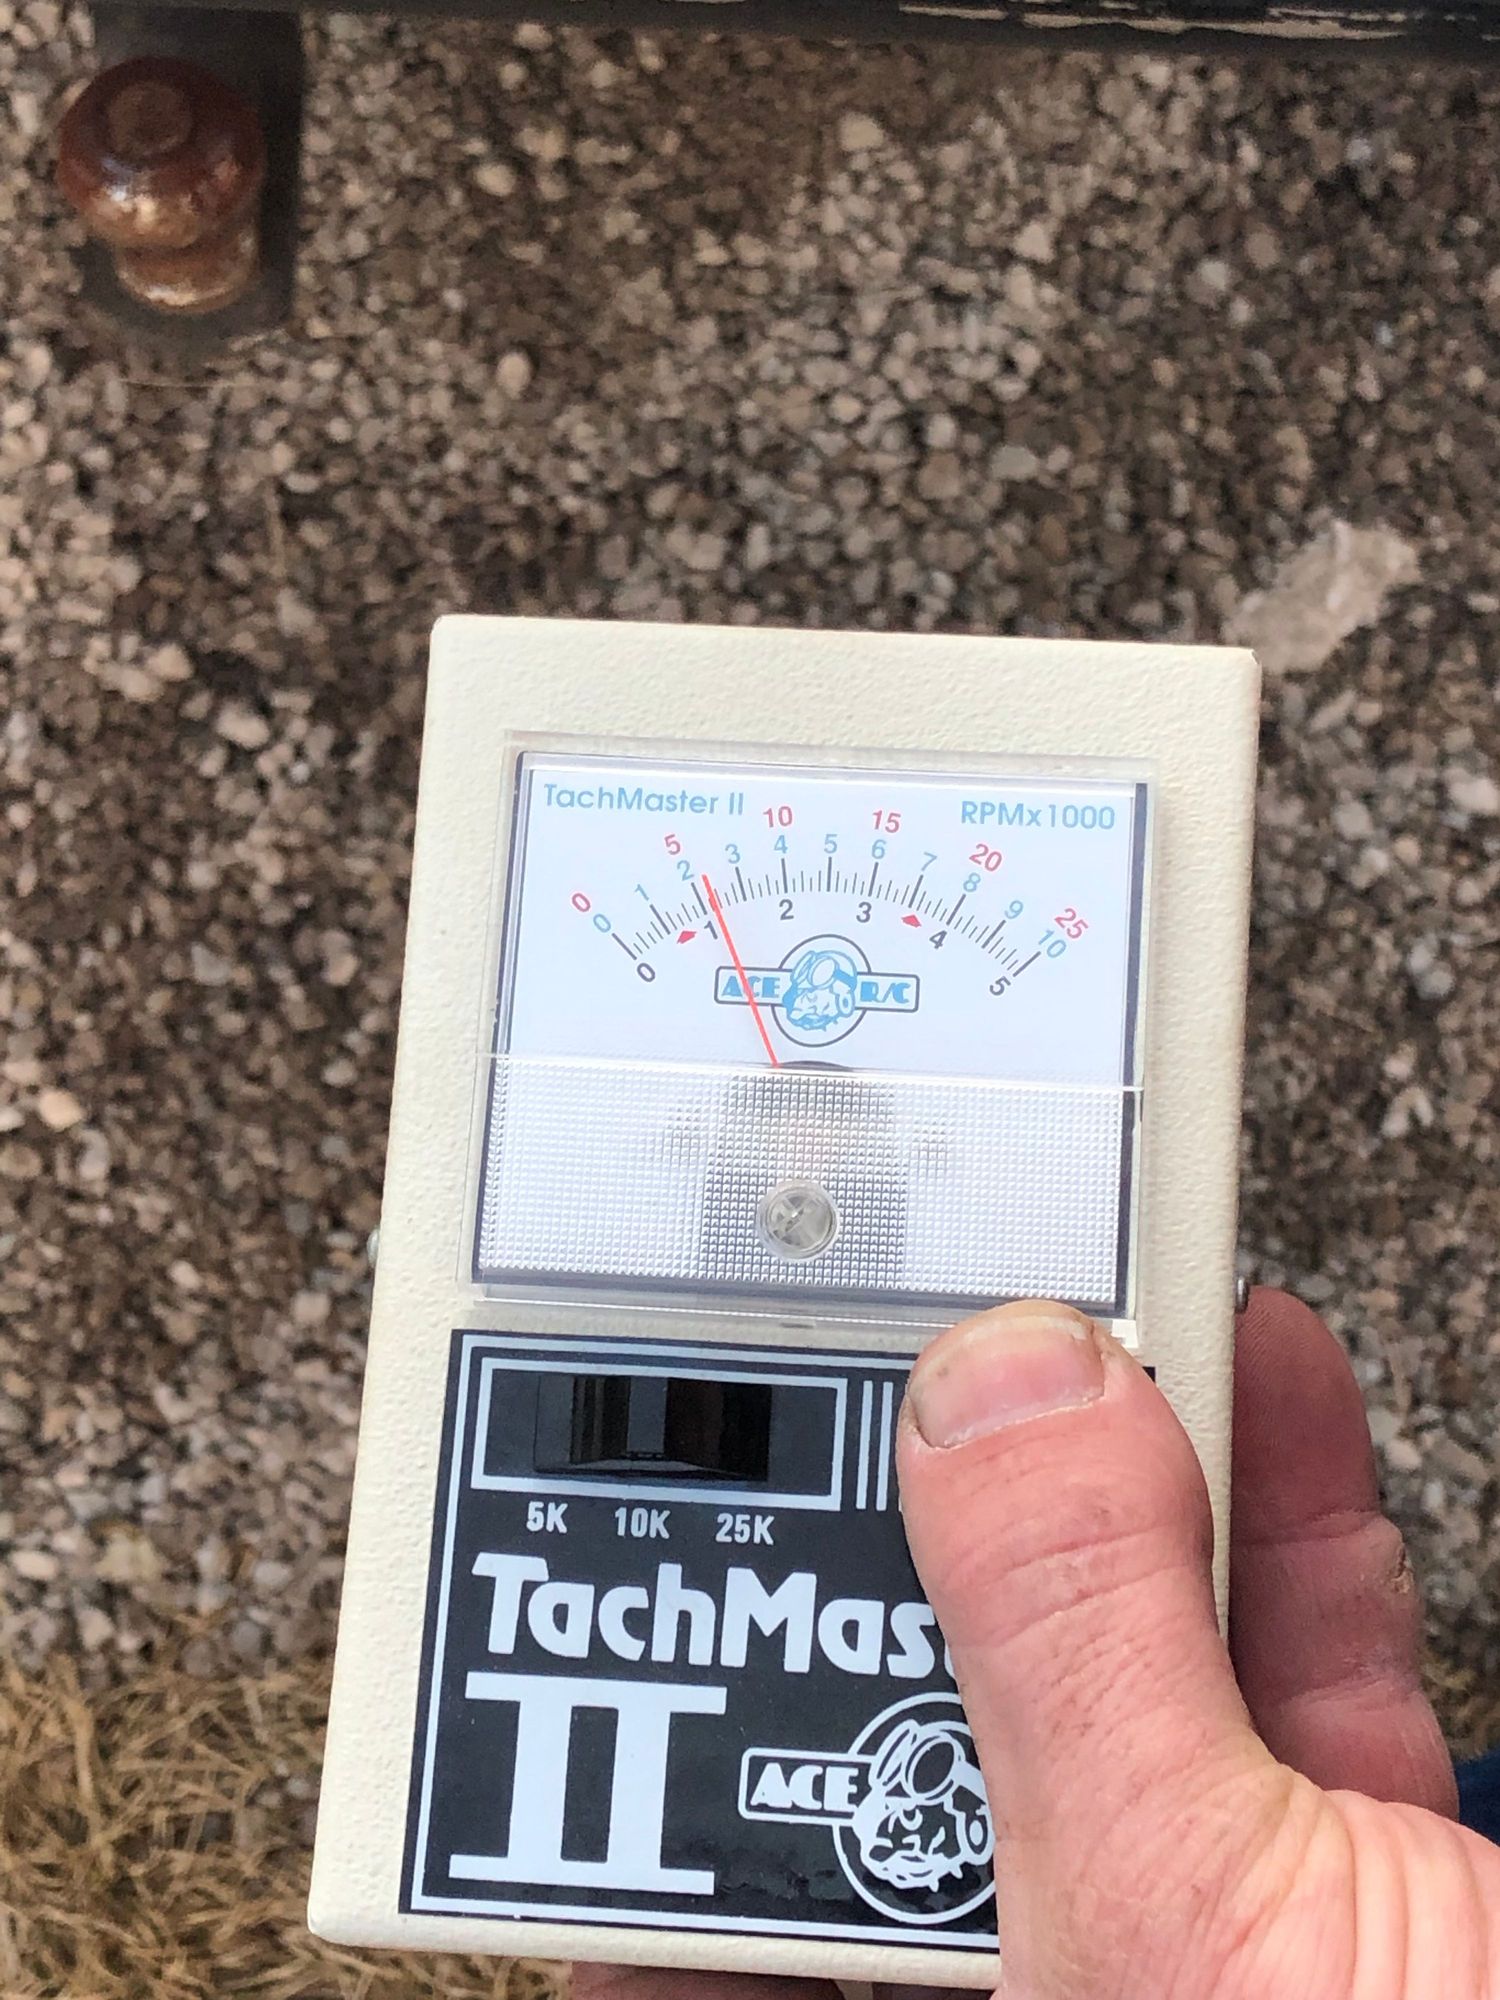 TachMaster II
RPMx1000
0 5 10 15 20 25
0 1 2 3 4 5 6 7 8 9 10
0 1 2 3 4 5
ACE R/C
5K 10K 25K
TachMas
II
ACE